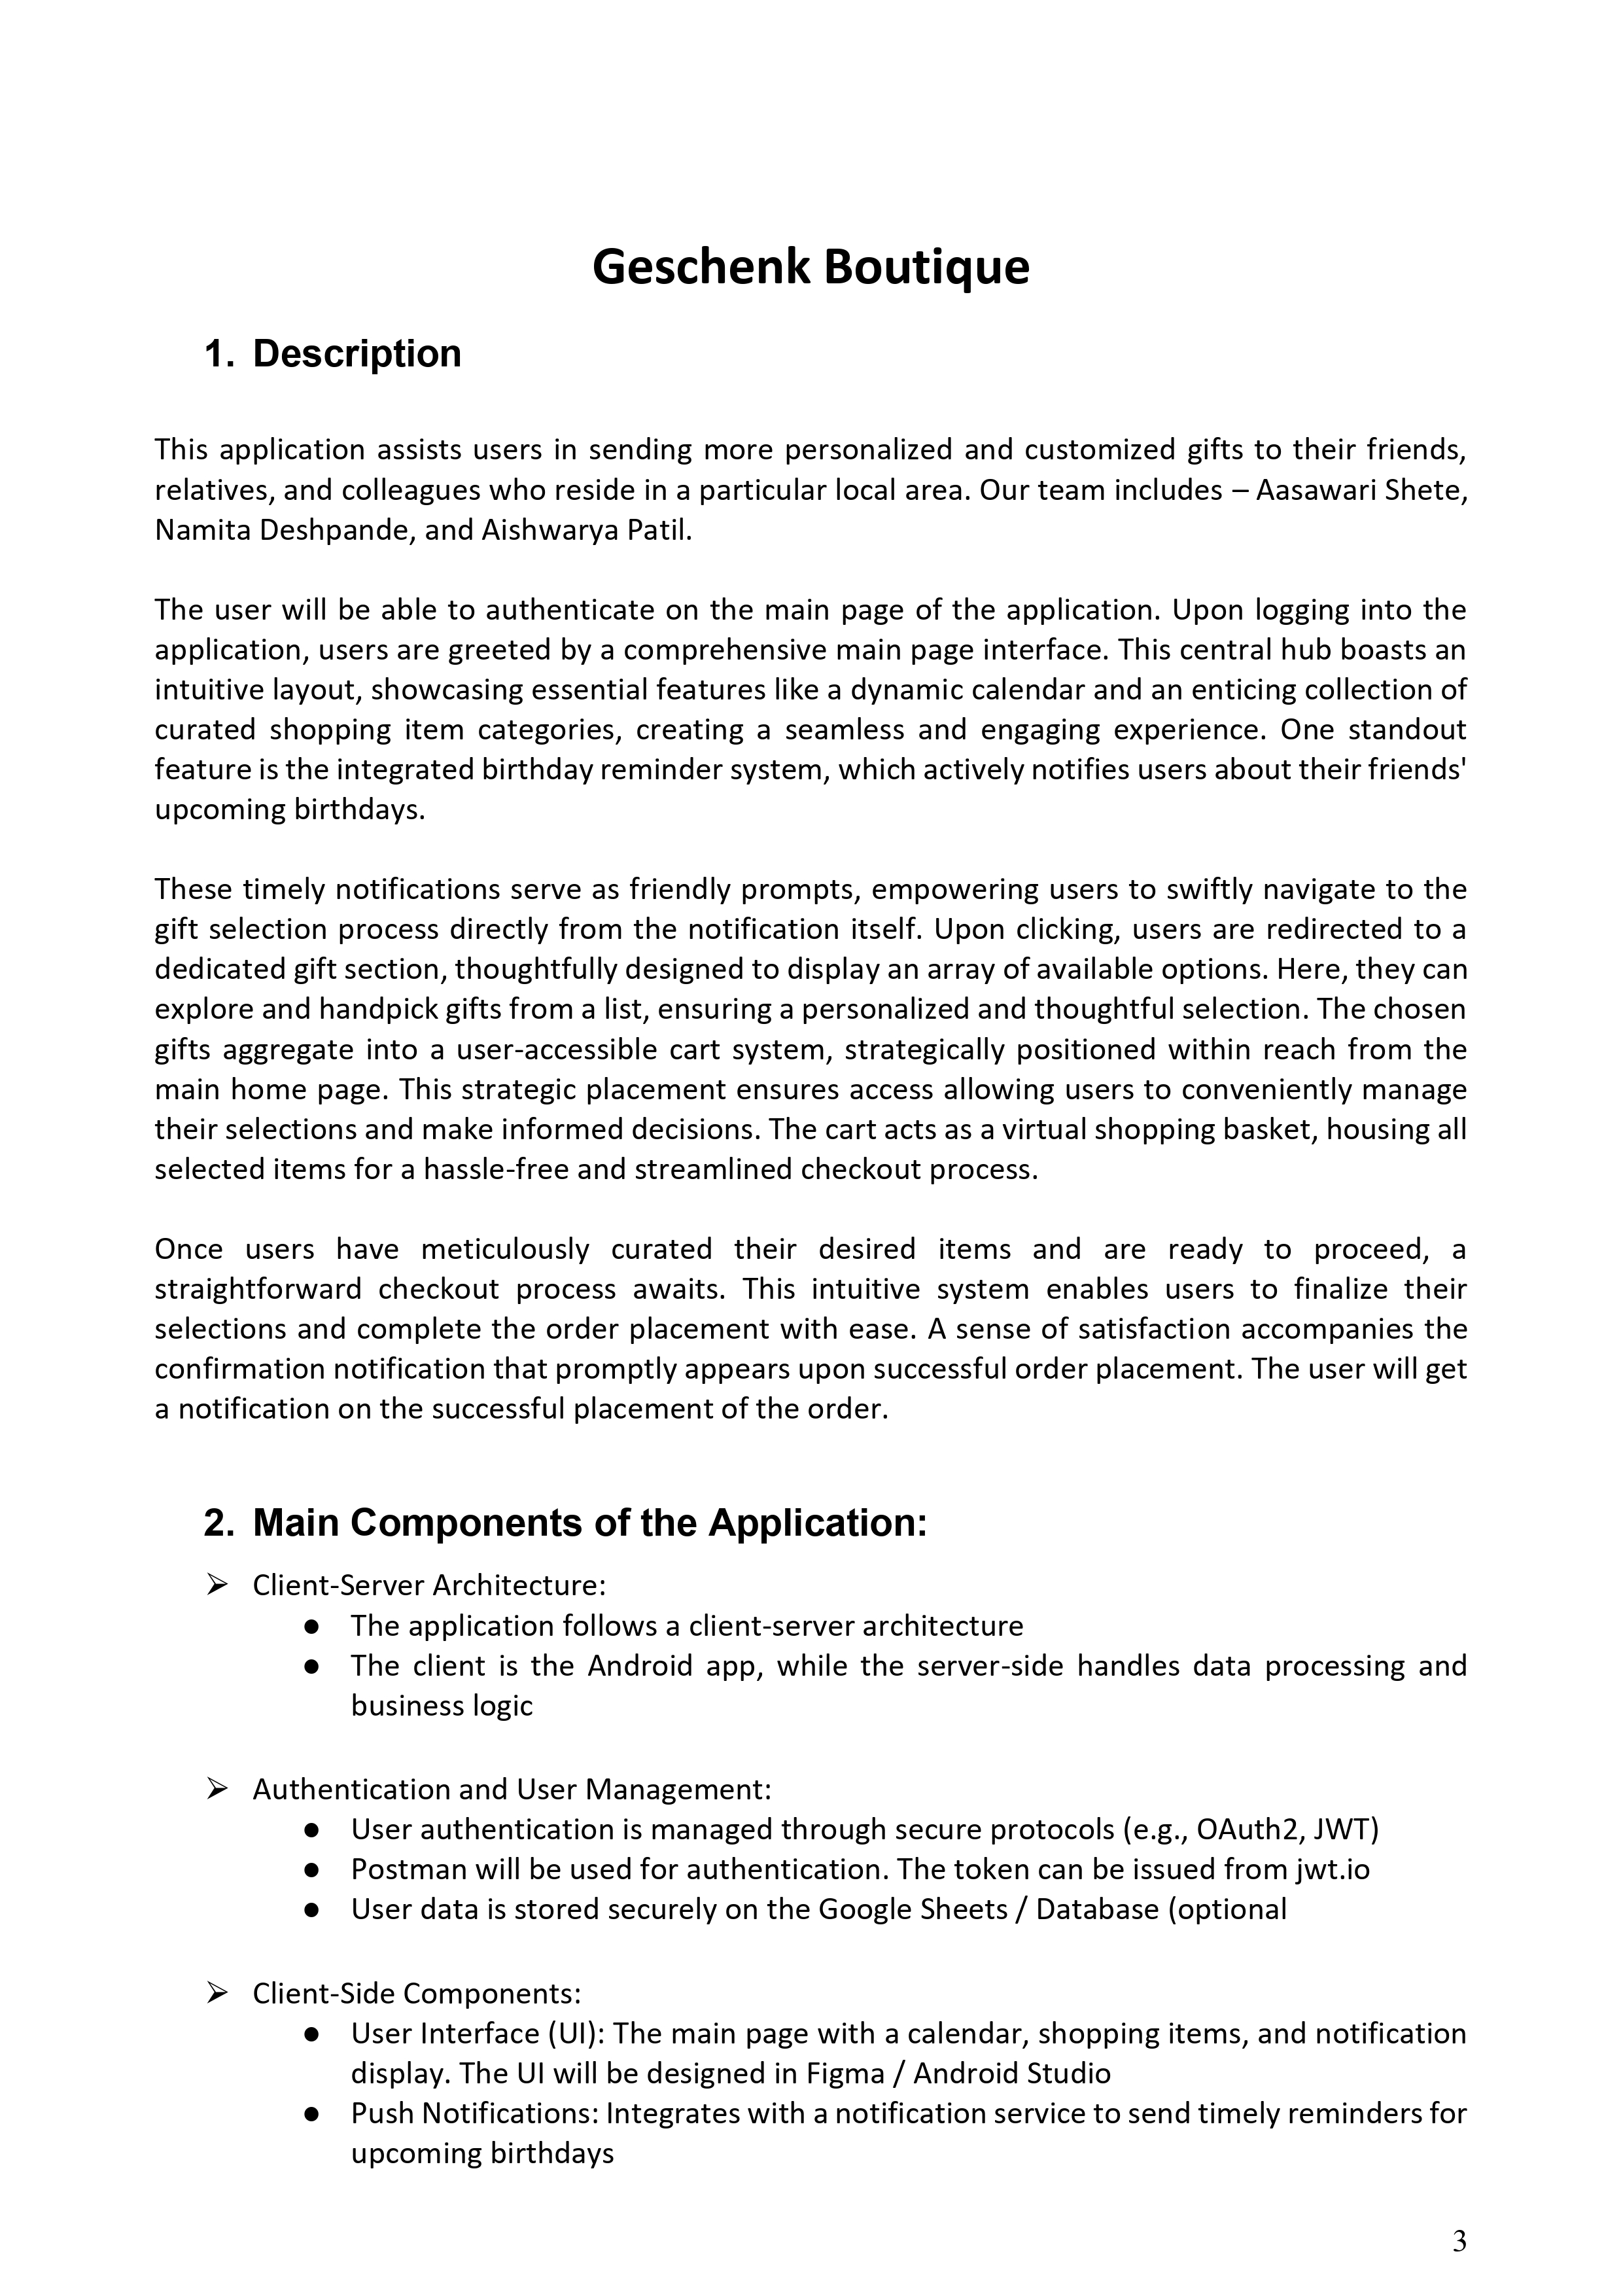 Geschenk Boutique
1. Description
This application assists users in sending more personalized and customized gifts to their friends,
relatives, and colleagues who reside in a particular local area. Our team includes – Aasawari Shete,
Namita Deshpande, and Aishwarya Patil.
The user will be able to authenticate on the main page of the application. Upon logging into the
application, users are greeted by a comprehensive main page interface. This central hub boasts an
intuitive layout, showcasing essential features like a dynamic calendar and an enticing collection of
curated shopping item categories, creating a seamless and engaging experience. One standout
feature is the integrated birthday reminder system, which actively notifies users about their friends'
upcoming birthdays.
These timely notifications serve as friendly prompts, empowering users to swiftly navigate to the
gift selection process directly from the notification itself. Upon clicking, users are redirected to a
dedicated gift section, thoughtfully designed to display an array of available options. Here, they can
explore and handpick gifts from a list, ensuring a personalized and thoughtful selection. The chosen
gifts aggregate into a user-accessible cart system, strategically positioned within reach from the
main home page. This strategic placement ensures access allowing users to conveniently manage
their selections and make informed decisions. The cart acts as a virtual shopping basket, housing all
selected items for a hassle-free and streamlined checkout process.
Once users have meticulously curated their desired items and are ready to proceed, a
straightforward checkout process awaits. This intuitive system enables users to finalize their
selections and complete the order placement with ease. A sense of satisfaction accompanies the
confirmation notification that promptly appears upon successful order placement. The user will get
a notification on the successful placement of the order.
2. Main Components of the Application:
➢ Client-Server Architecture:
● The application follows a client-server architecture
● The client is the Android app, while the server-side handles data processing and
business logic
➢ Authentication and User Management:
● User authentication is managed through secure protocols (e.g., OAuth2, JWT)
● Postman will be used for authentication. The token can be issued from jwt.io
● User data is stored securely on the Google Sheets / Database (optional
➢ Client-Side Components:
● User Interface (UI): The main page with a calendar, shopping items, and notification
display. The UI will be designed in Figma / Android Studio
● Push Notifications: Integrates with a notification service to send timely reminders for
upcoming birthdays
3